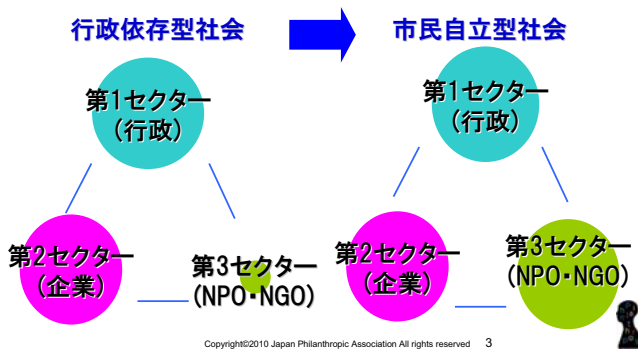 行政依存型社会
市民自立型社会
第1セクター
(行政)
第2セクター
(企業)
第3セクター
(NPO・NGO)
第1セクター
(行政)
第2セクター
(企業)
第3セクター
(NPO・NGO)
Copyright©2010 Japan Philanthropic Association All rights reserved 3